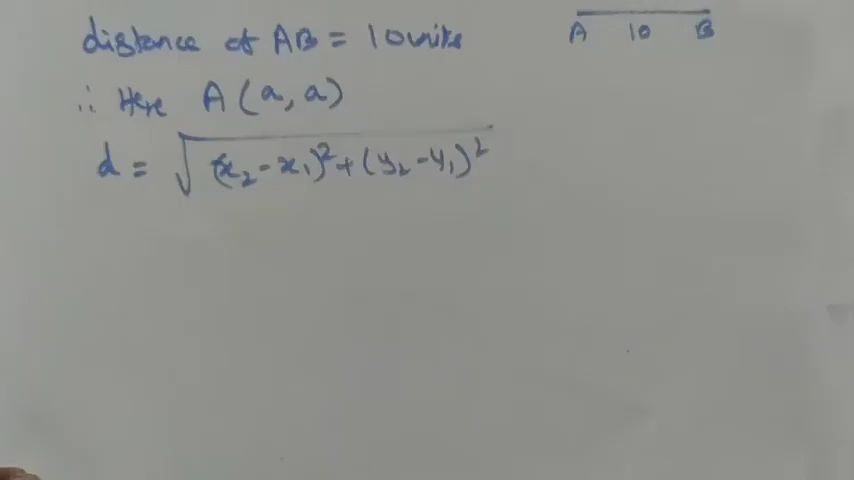 distance of AB = 10 units
A 10 B
∴ Here A(a, a)
d = √(x₂ - x₁)² + (y₂ - y₁)²